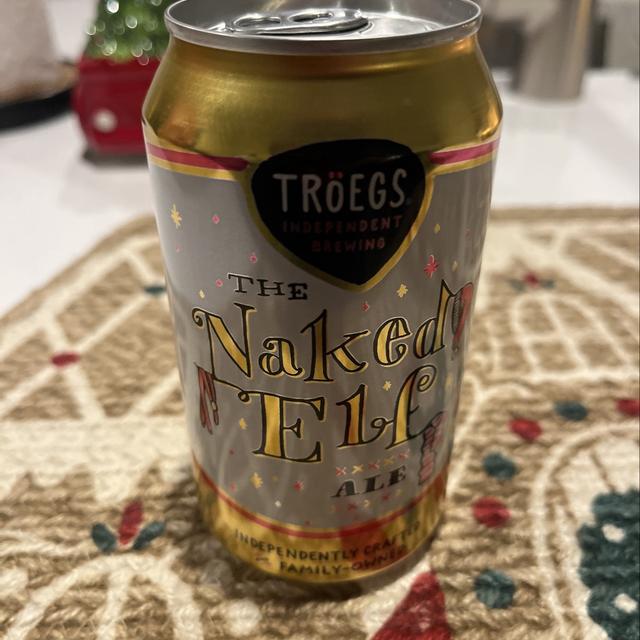 TRÖEGS
INDEPENDENT
BREWING
THE
Naked
Elf
ALE
INDEPENDENTLY CRAFTED
FAMILY-OWNED